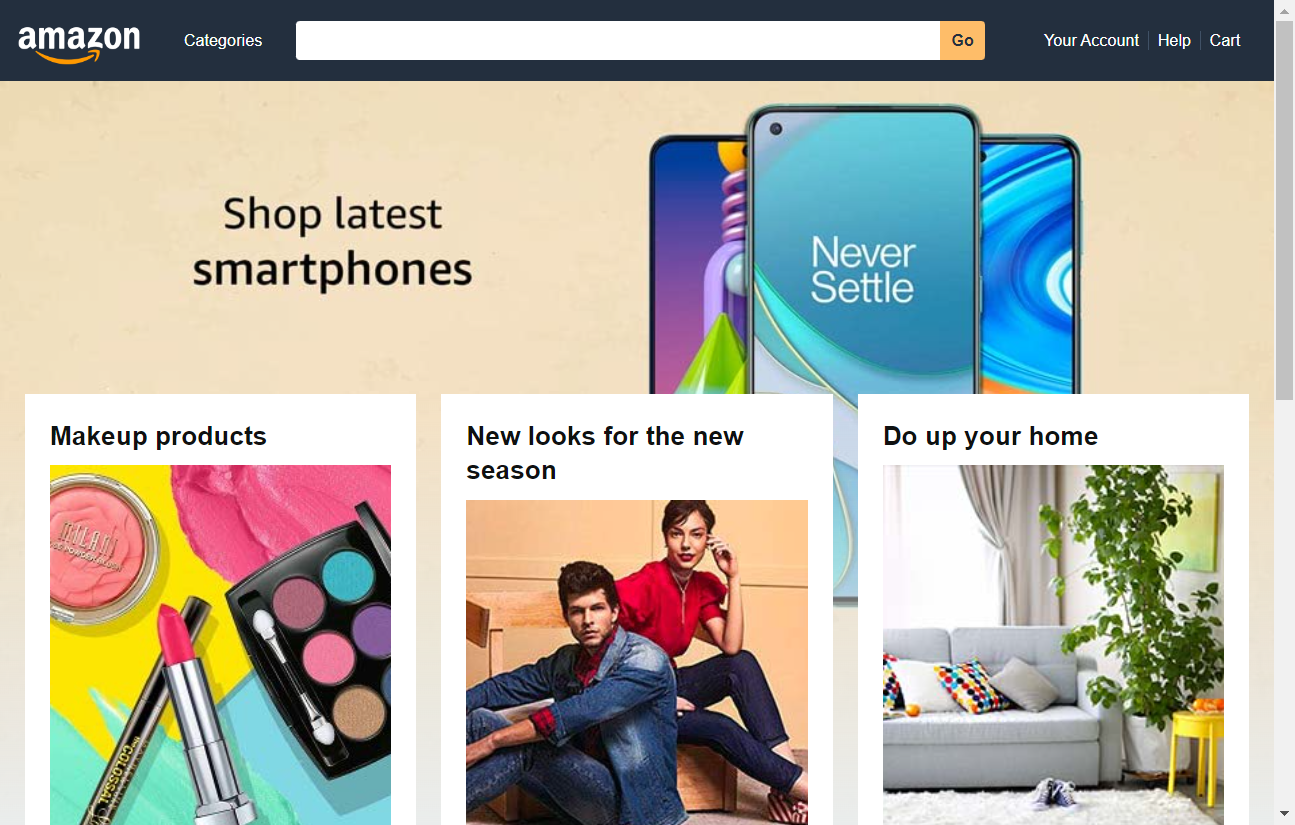 amazon
Categories
Go
Your Account
Help
Cart
Shop latest
smartphones
Never
Settle
Makeup products
New looks for the new
season
Do up your home
MILANI
COLOSSAL